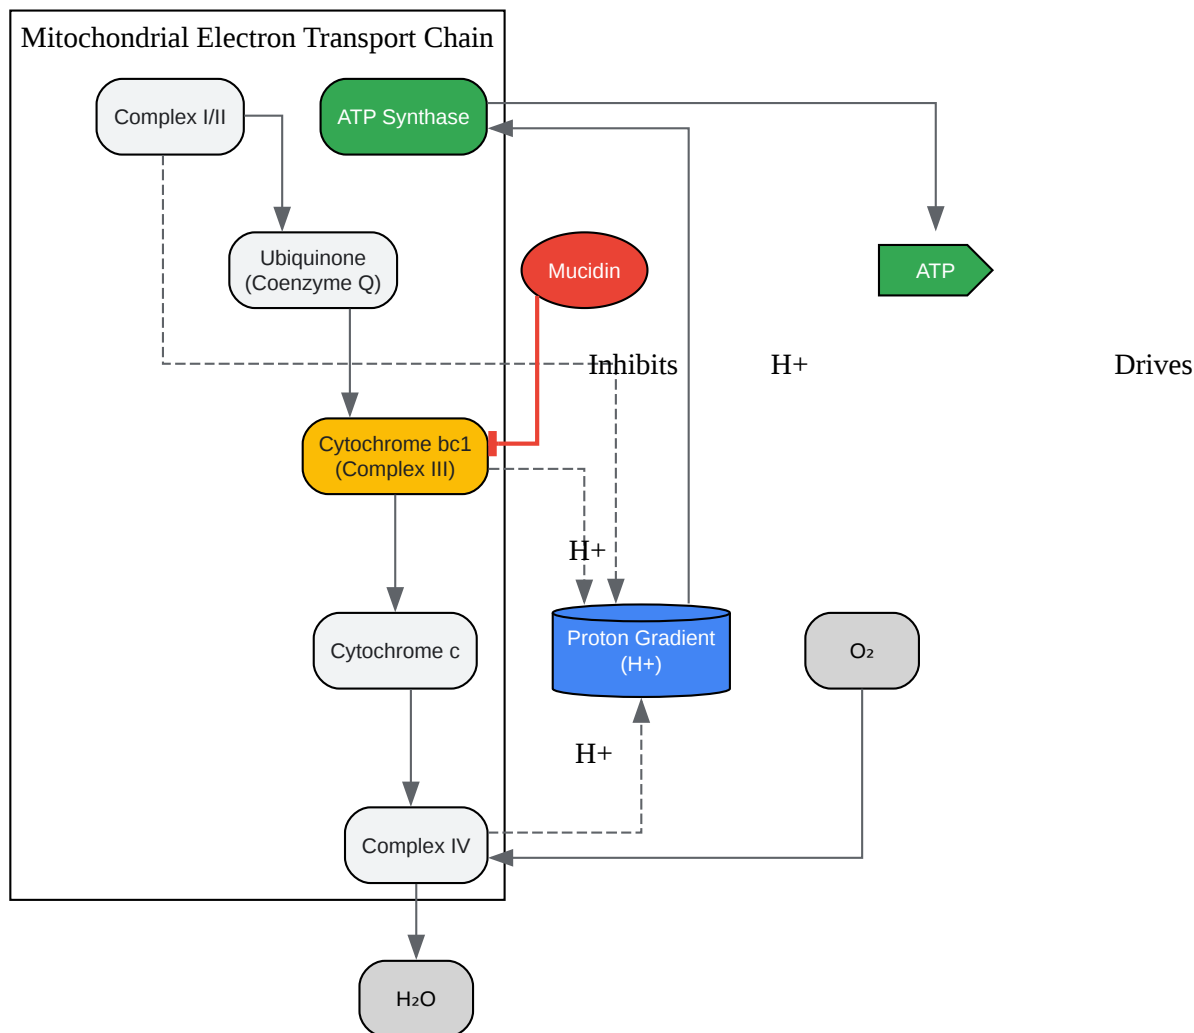 Mitochondrial Electron Transport Chain
Complex I/II
ATP Synthase
Ubiquinone
(Coenzyme Q)
Mucidin
ATP
Inhibits
H+
Drives
Cytochrome bc1
(Complex III)
H+
Cytochrome c
Proton Gradient
(H+)
O₂
H+
Complex IV
H₂O